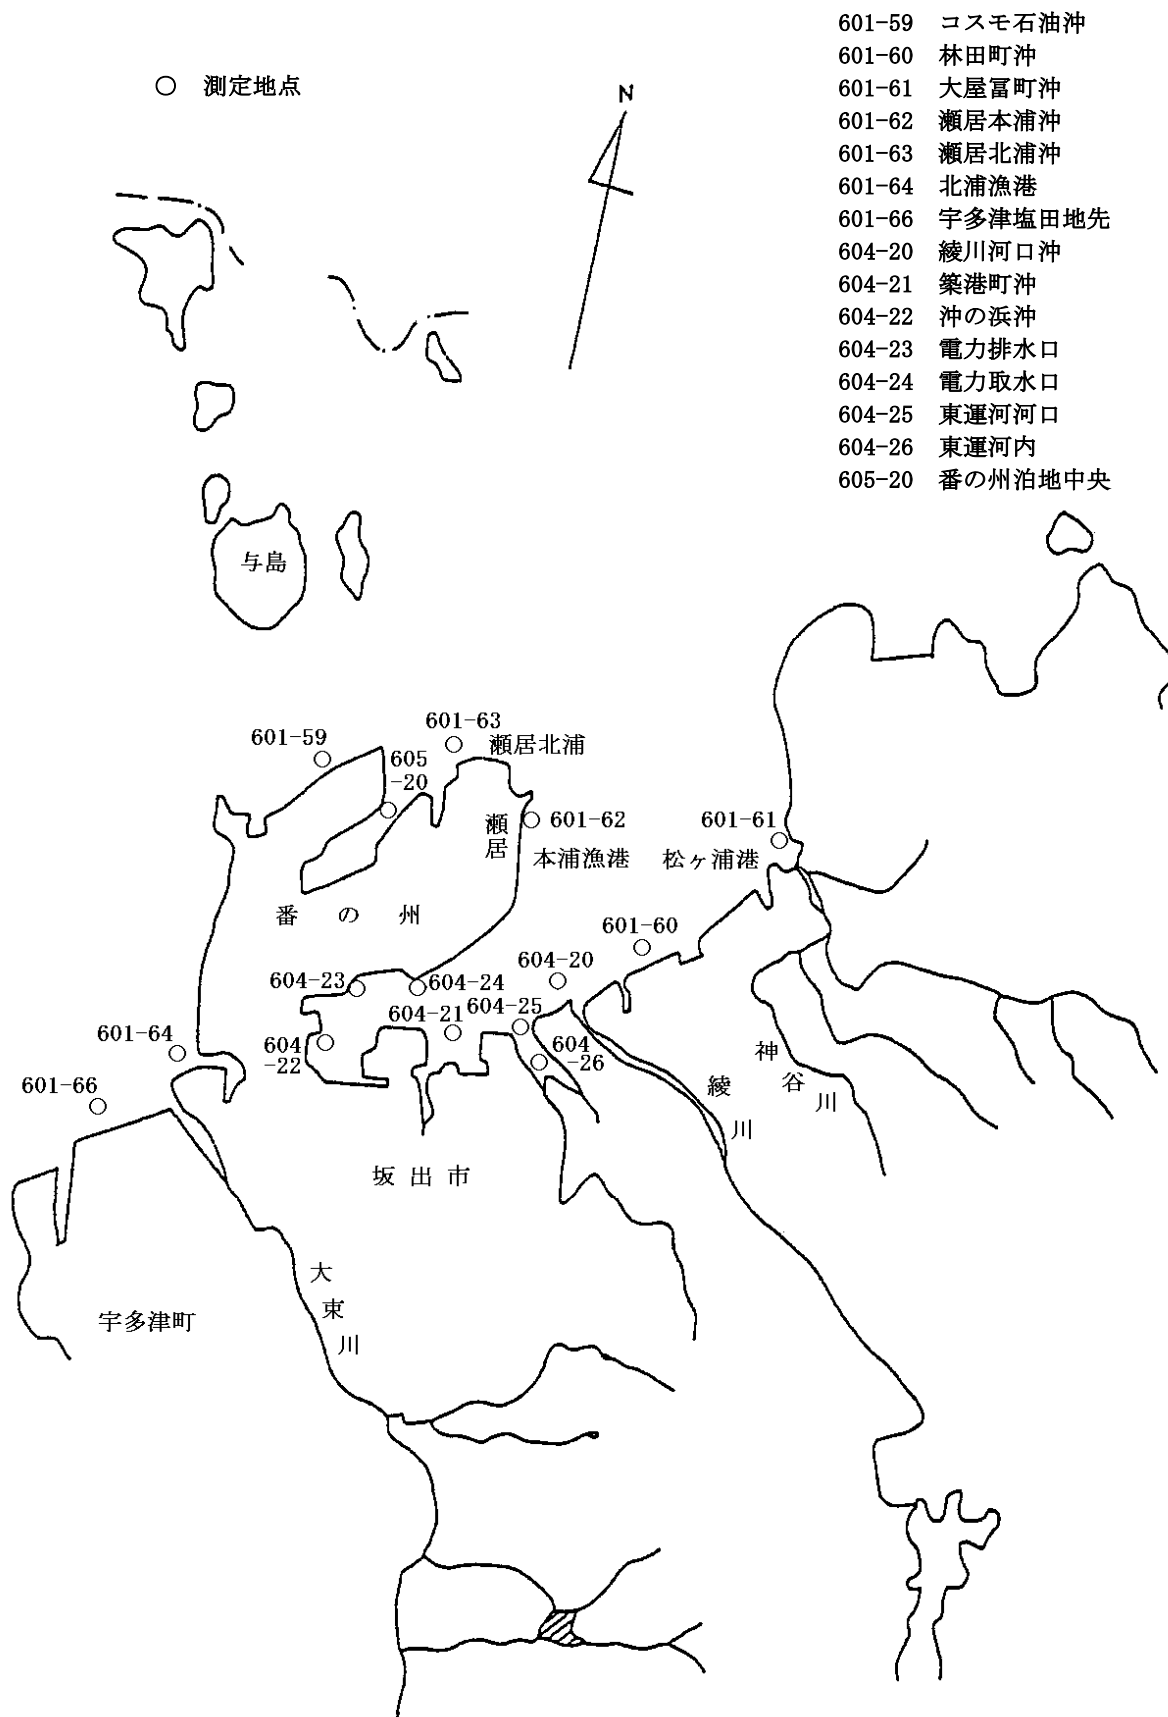 601-59 コスモ石油沖
601-60 林田町沖
601-61 大屋冨町沖
601-62 瀬居本浦沖
601-63 瀬居北浦沖
601-64 北浦漁港
601-66 宇多津塩田地先
604-20 綾川河口沖
604-21 築港町沖
604-22 沖の浜沖
604-23 電力排水口
604-24 電力取水口
604-25 東運河河口
604-26 東運河内
605-20 番の州泊地中央
○ 測定地点
N
与島
601-63
瀬居北浦
601-59
605
-20
瀬居
601-62
本浦漁港
601-61
松ヶ浦港
番の州
601-60
604-20
604-23
604-24
604-25
604-21
601-64
604
-22
604
-26
601-66
神谷川
綾川
坂出市
大束川
宇多津町